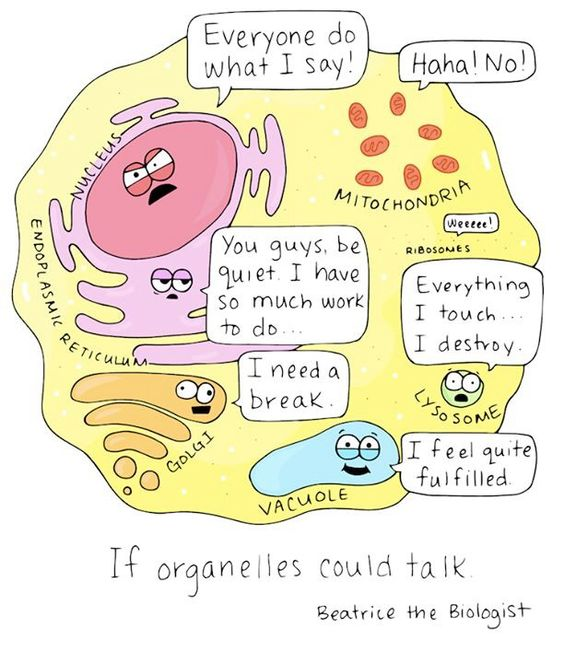 Everyone do
what I say!
Haha! No!
NUCLEUS
MITOCHONDRIA
Weeeee!
RIBOSOMES
ENDOPLASMIC RETICULUM
You guys, be
quiet. I have
so much work
to do...
Everything
I touch...
I destroy.
LYSOSOME
I need a
break.
GOLGI
I feel quite
fulfilled.
VACUOLE
If organelles could talk.
Beatrice the Biologist